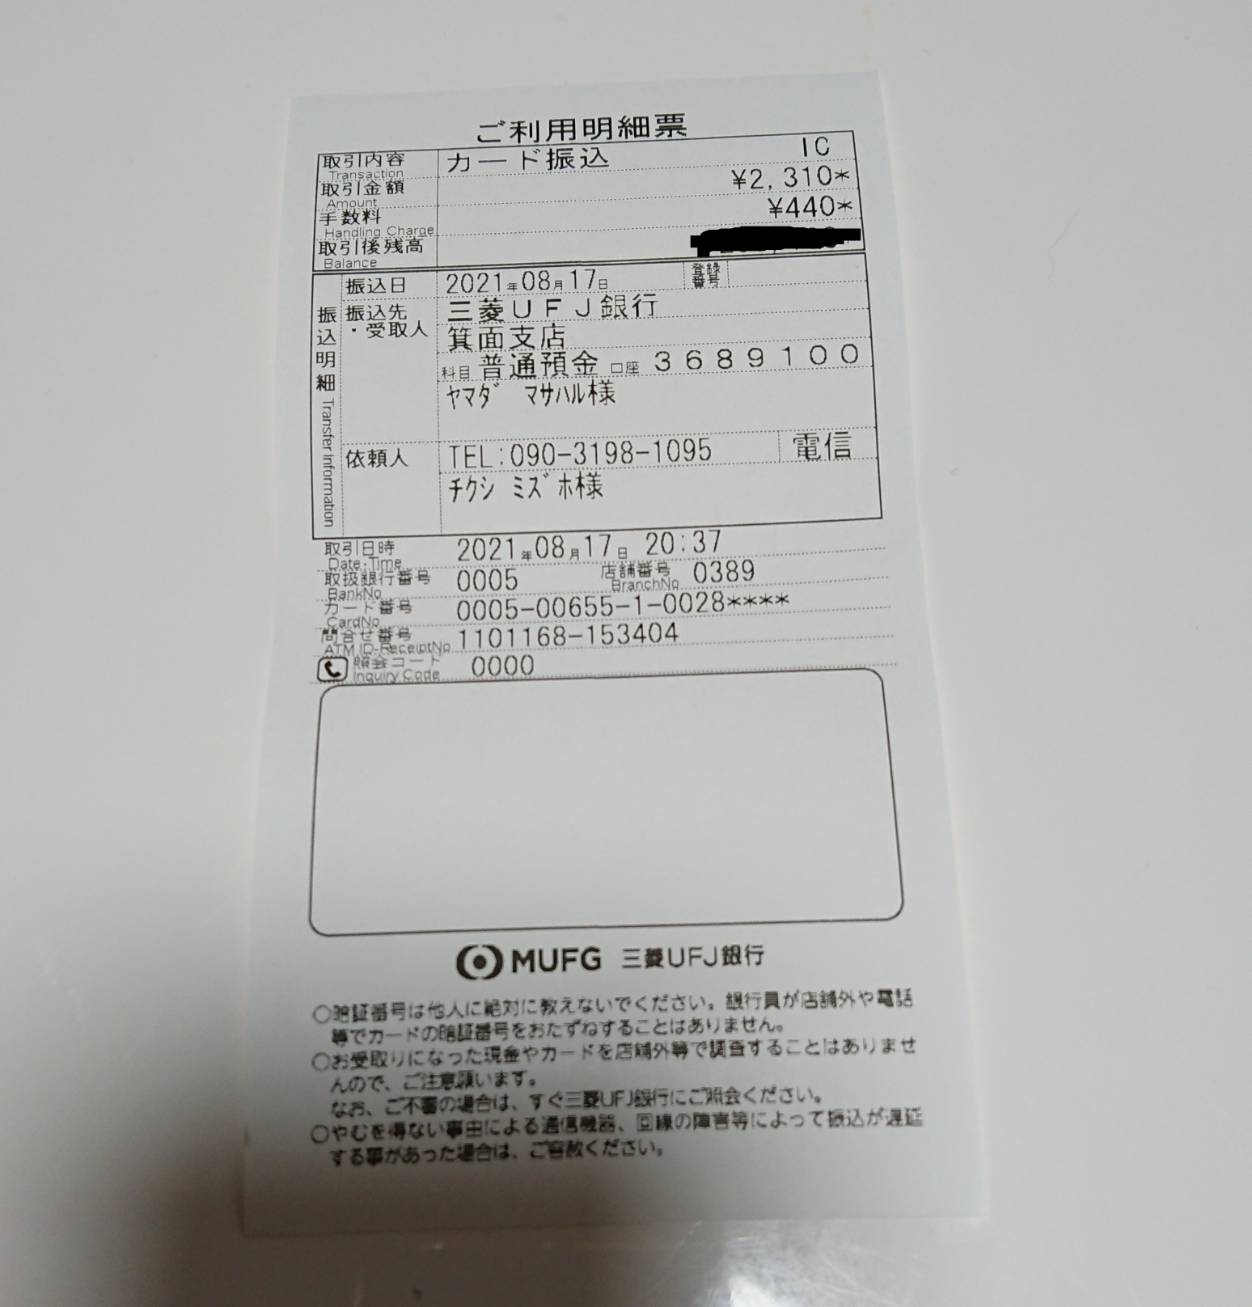 ご利用明細票
取引内容 カード振込 IC
Transaction
取引金額 ¥2,310*
Amount
手数料 ¥440*
Handling Charge
取引後残高
Balance
振込明細 Transfer Information
振込日 2021年08月17日 登録番号
振込先・受取人 三菱UFJ銀行
箕面支店
科目 普通預金 口座 3689100
ヤマダ マサハル様
依頼人 TEL:090-3198-1095 電信
チクシ ミズホ様
取引日時 2021年08月17日 20:37
Date・Time
取扱銀行番号 0005 店舗番号 0389
BankNo BranchNo
カード番号 0005-00655-1-0028****
CardNo
問合せ番号 1101168-153404
ATM ID-ReceiptNo
照会コード 0000
Inquiry Code
MUFG 三菱UFJ銀行
○暗証番号は他人に絶対に教えないでください。銀行員が店舗外や電話
等でカードの暗証番号をおたずねすることはありません。
○お受取りになった現金やカードを店舗外等で調査することはありませ
んので、ご注意願います。
なお、ご不審の場合は、すぐ三菱UFJ銀行にご照会ください。
○やむを得ない事由による通信機器、回線の障害等によって振込が遅延
する事があった場合は、ご容赦ください。